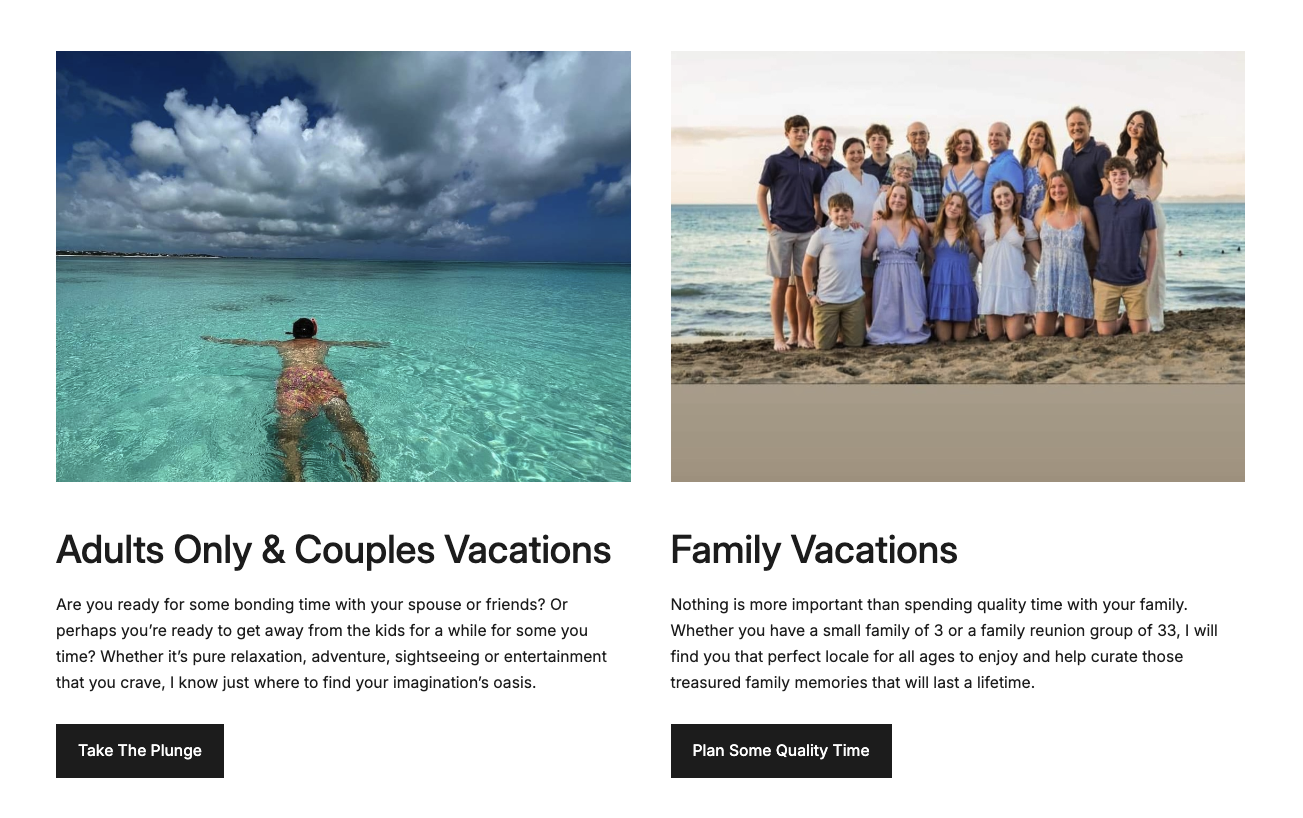 Adults Only & Couples Vacations
Are you ready for some bonding time with your spouse or friends? Or
perhaps you’re ready to get away from the kids for a while for some you
time? Whether it’s pure relaxation, adventure, sightseeing or entertainment
that you crave, I know just where to find your imagination’s oasis.
Take The Plunge
Family Vacations
Nothing is more important than spending quality time with your family.
Whether you have a small family of 3 or a family reunion group of 33, I will
find you that perfect locale for all ages to enjoy and help curate those
treasured family memories that will last a lifetime.
Plan Some Quality Time